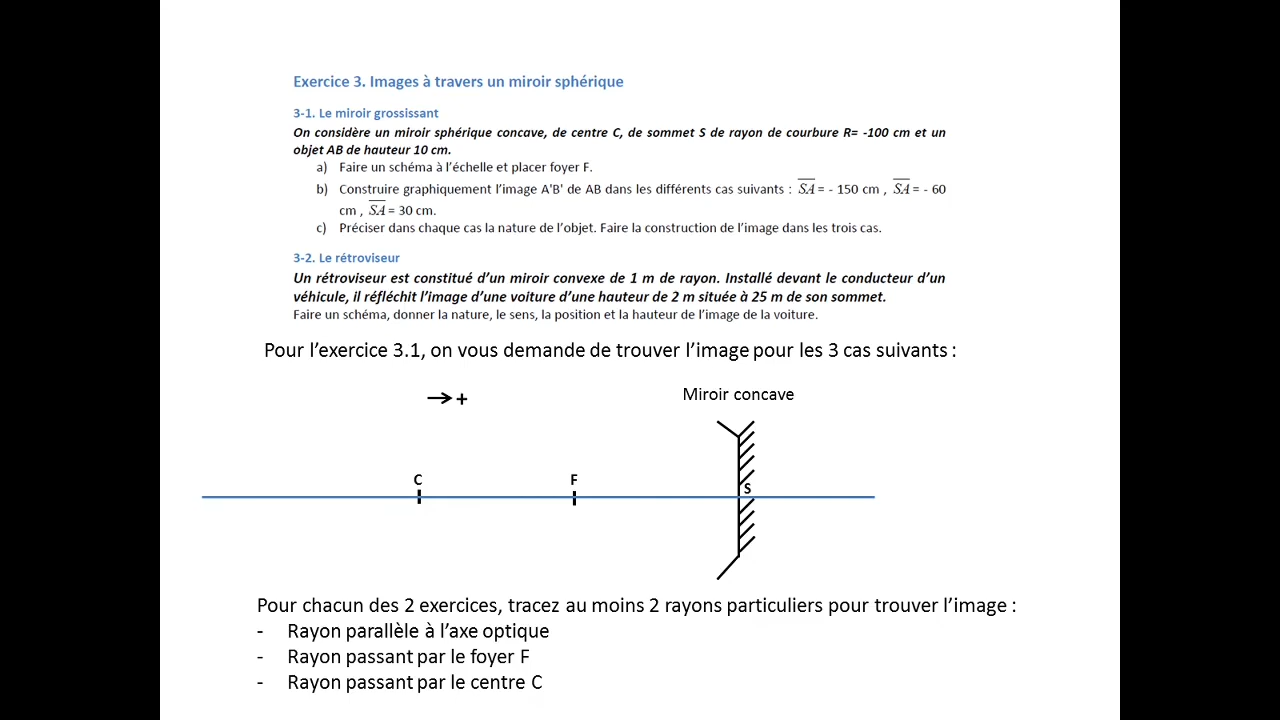 Exercice 3. Images à travers un miroir sphérique
3-1. Le miroir grossissant
On considère un miroir sphérique concave, de centre C, de sommet S de rayon de courbure R= -100 cm et un
objet AB de hauteur 10 cm.
a) Faire un schéma à l'échelle et placer foyer F.
b) Construire graphiquement l'image A'B' de AB dans les différents cas suivants : SA = - 150 cm , SA = - 60
cm , SA = 30 cm.
c) Préciser dans chaque cas la nature de l'objet. Faire la construction de l'image dans les trois cas.
3-2. Le rétroviseur
Un rétroviseur est constitué d'un miroir convexe de 1 m de rayon. Installé devant le conducteur d'un
véhicule, il réfléchit l'image d'une voiture d'une hauteur de 2 m située à 25 m de son sommet.
Faire un schéma, donner la nature, le sens, la position et la hauteur de l'image de la voiture.
Pour l'exercice 3.1, on vous demande de trouver l'image pour les 3 cas suivants :
→+
Miroir concave
C
F
S
Pour chacun des 2 exercices, tracez au moins 2 rayons particuliers pour trouver l'image :
- Rayon parallèle à l'axe optique
- Rayon passant par le foyer F
- Rayon passant par le centre C